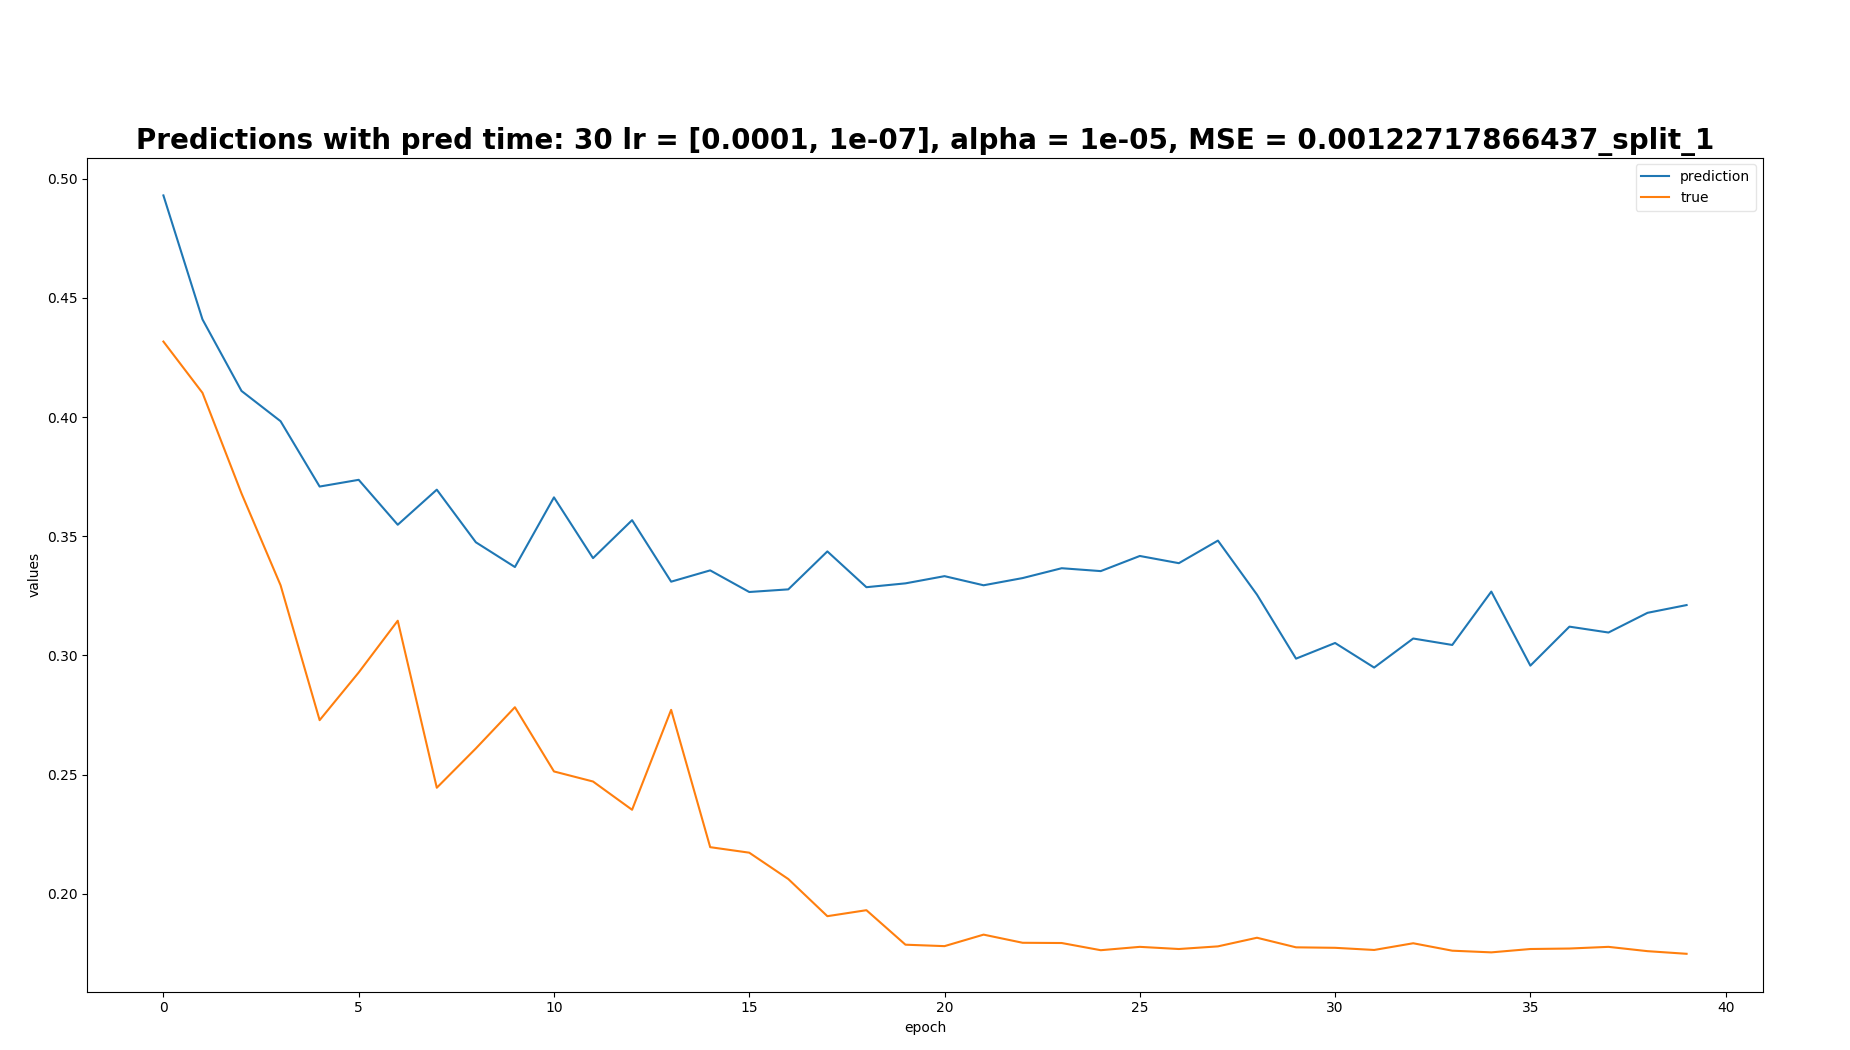 Predictions with pred time: 30 lr = [0.0001, 1e-07], alpha = 1e-05, MSE = 0.00122717866437_split_1
prediction
true
0.50
0.45
0.40
0.35
0.30
0.25
0.20
values
0 5 10 15 20 25 30 35 40
epoch